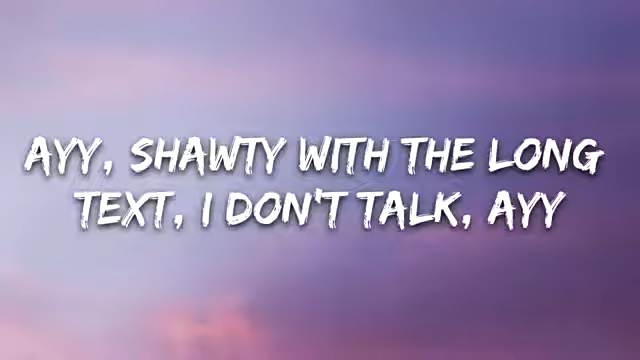 AYY, SHAWTY WITH THE LONG
TEXT, I DON'T TALK, AYY